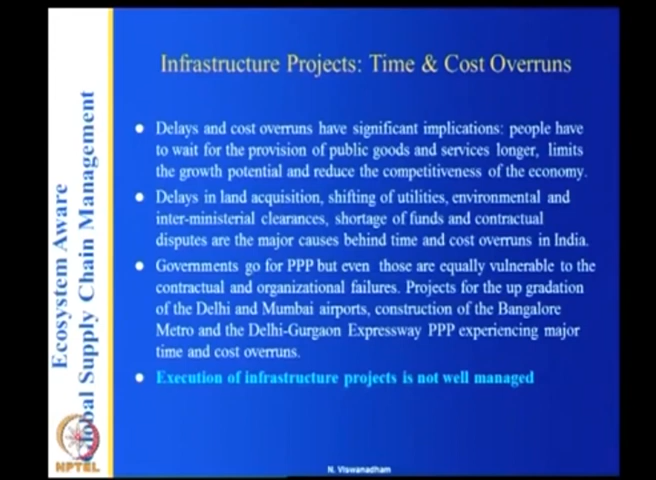 Infrastructure Projects: Time & Cost Overruns
Delays and cost overruns have significant implications: people have
to wait for the provision of public goods and services longer, limits
the growth potential and reduce the competitiveness of the economy.
Delays in land acquisition, shifting of utilities, environmental and
inter-ministerial clearances, shortage of funds and contractual
disputes are the major causes behind time and cost overruns in India.
Governments go for PPP but even those are equally vulnerable to the
contractual and organizational failures. Projects for the up gradation
of the Delhi and Mumbai airports, construction of the Bangalore
Metro and the Delhi-Gurgaon Expressway PPP experiencing major
time and cost overruns.
Execution of infrastructure projects is not well managed
Ecosystem Aware
Global Supply Chain Management
NPTEL
N. Viswanadham